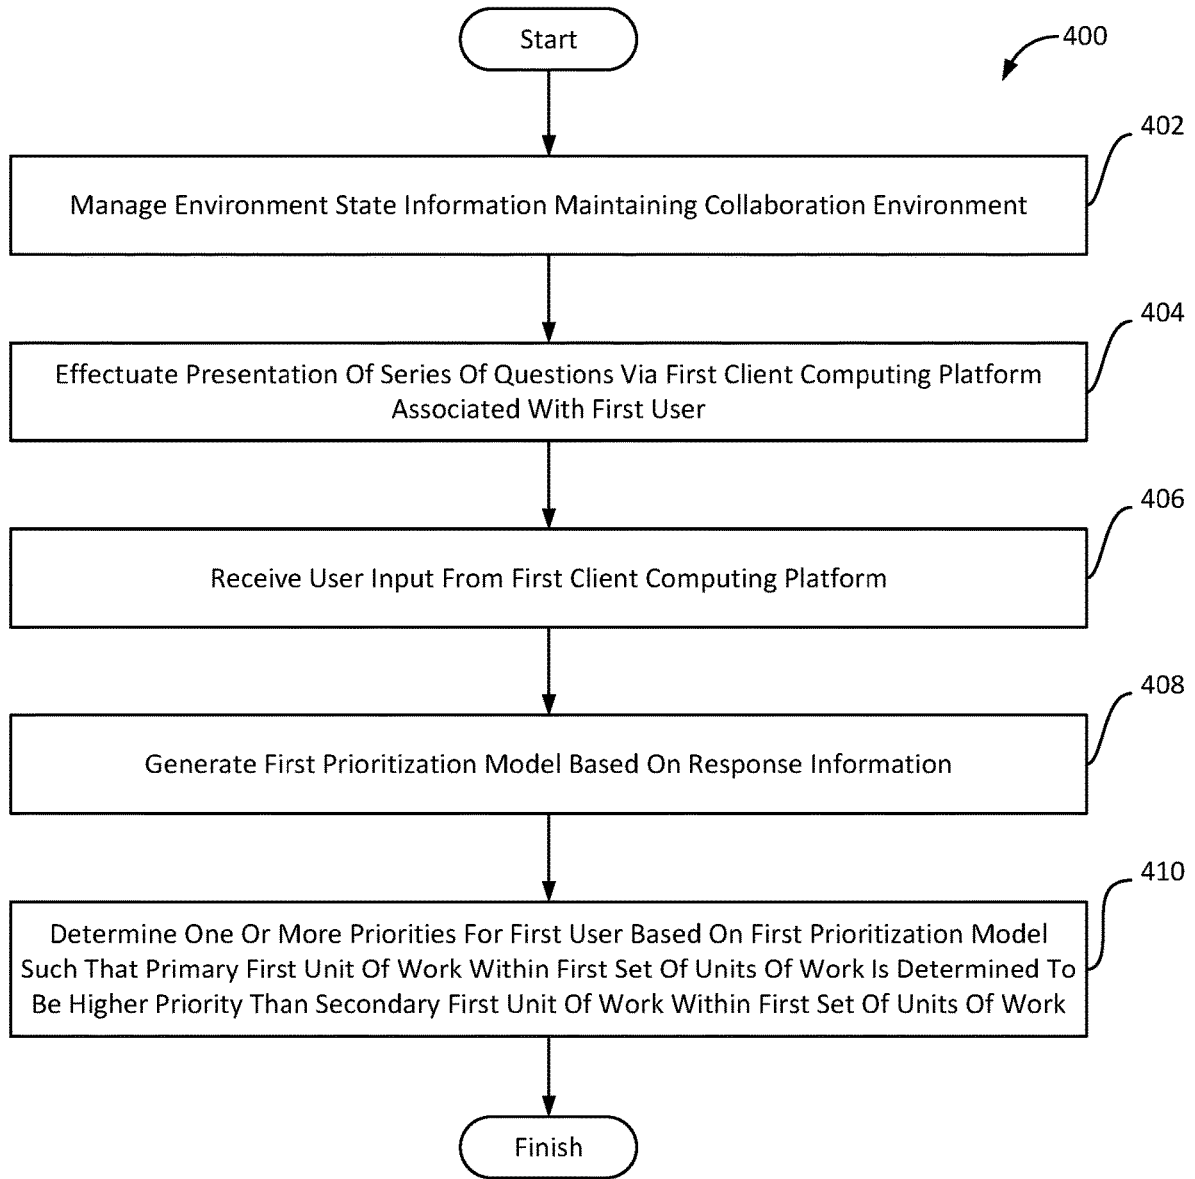 Start
400
402
Manage Environment State Information Maintaining Collaboration Environment
404
Effectuate Presentation Of Series Of Questions Via First Client Computing Platform
Associated With First User
406
Receive User Input From First Client Computing Platform
408
Generate First Prioritization Model Based On Response Information
410
Determine One Or More Priorities For First User Based On First Prioritization Model
Such That Primary First Unit Of Work Within First Set Of Units Of Work Is Determined To
Be Higher Priority Than Secondary First Unit Of Work Within First Set Of Units Of Work
Finish